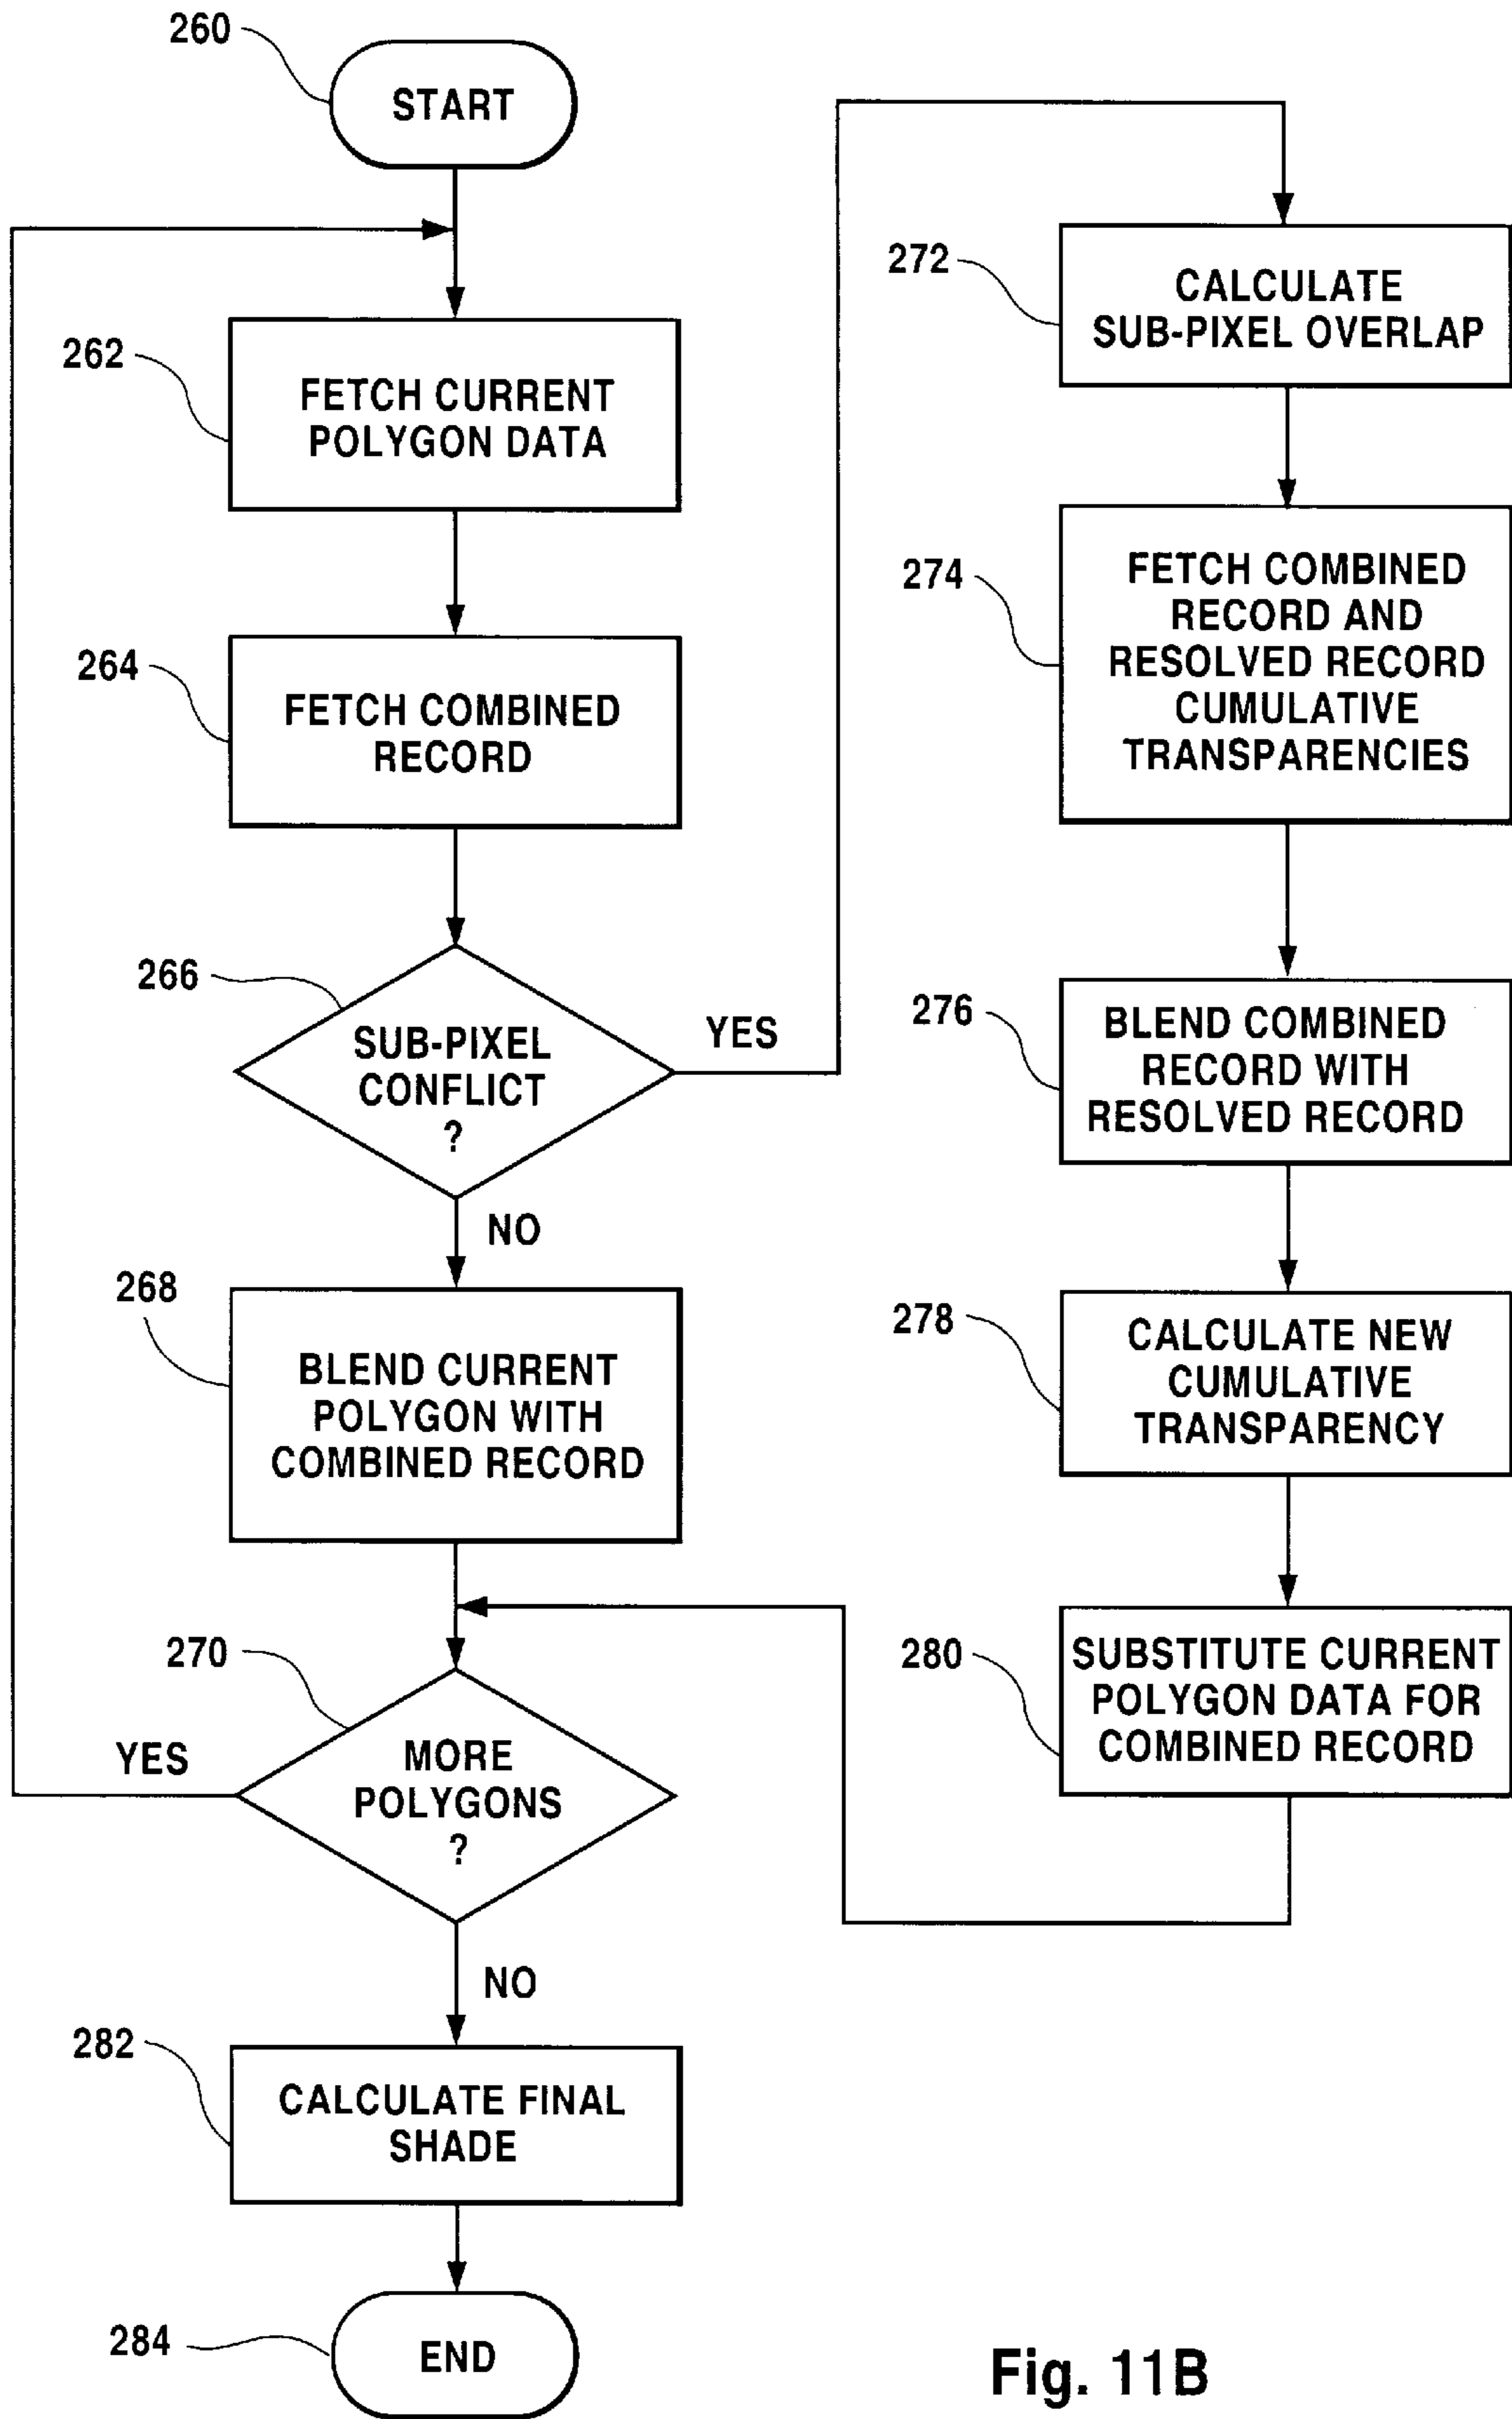 260
START
262
FETCH CURRENT
POLYGON DATA
264
FETCH COMBINED
RECORD
266
SUB-PIXEL
CONFLICT
?
YES
NO
268
BLEND CURRENT
POLYGON WITH
COMBINED RECORD
270
MORE
POLYGONS
?
YES
NO
282
CALCULATE FINAL
SHADE
284
END
272
CALCULATE
SUB-PIXEL OVERLAP
274
FETCH COMBINED
RECORD AND
RESOLVED RECORD
CUMULATIVE
TRANSPARENCIES
276
BLEND COMBINED
RECORD WITH
RESOLVED RECORD
278
CALCULATE NEW
CUMULATIVE
TRANSPARENCY
280
SUBSTITUTE CURRENT
POLYGON DATA FOR
COMBINED RECORD
Fig. 11B